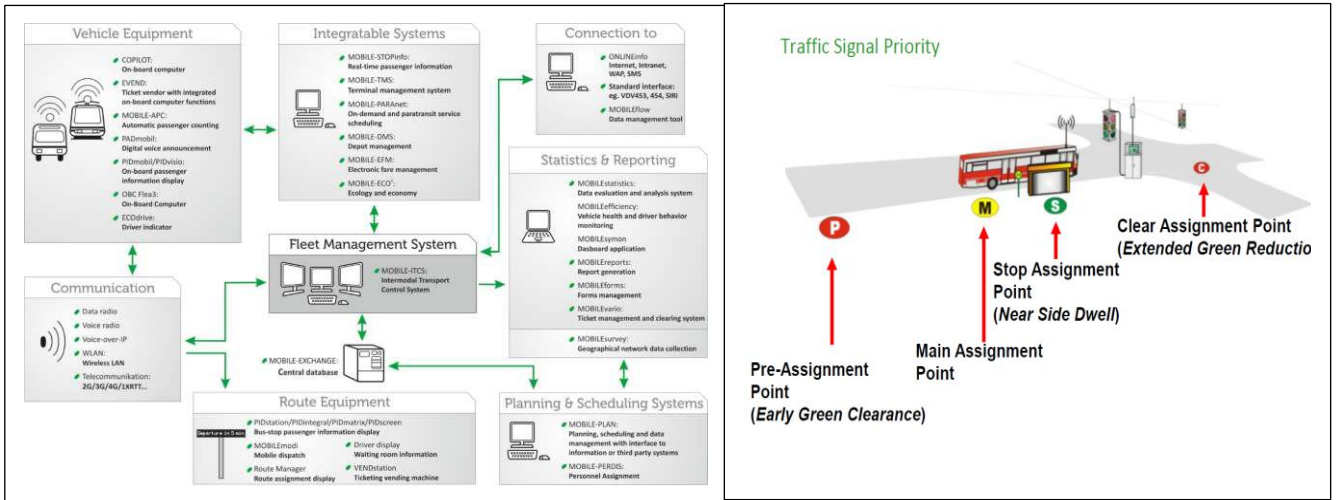 Vehicle Equipment
COPILOT:
On-board computer
EVEND:
Ticket vendor with integrated
on-board computer functions
MOBILE-APC:
Automatic passenger counting
PADmobil:
Digital voice announcement
PIDmobil/PIDvisio:
On-board passenger
information display
OBC Flea3:
On-Board Computer
ECOdrive:
Driver indicator
Integratable Systems
MOBILE-STOPinfo:
Real-time passenger information
MOBILE-TMS:
Terminal management system
MOBILE-PARAnet:
On-demand and paratransit service
scheduling
MOBILE-DMS:
Depot management
MOBILE-EFM:
Electronic fare management
MOBILE-ECO¹:
Ecology and economy
Connection to
ONLINEinfo
Internet, Intranet,
WAP, SMS
Standard interface:
eg. VDV453, 454, SIRI
MOBILEflow
Data management tool
Statistics & Reporting
MOBILEstatistics:
Data evaluation and analysis system
MOBILEefficiency:
Vehicle health and driver behavior
monitoring
MOBILEsymon
Dasboard application
MOBILEreports:
Report generation
MOBILEforms:
Forms management
MOBILEvario:
Ticket management and clearing system
MOBILEsurvey:
Geographical network data collection
Fleet Management System
MOBILE-ITCS:
Intermodal Transport
Control System
Communication
Data radio
Voice radio
Voice-over-IP
WLAN:
Wireless LAN
Telecommunikation:
2G/3G/4G/1XRTT...
MOBILE-EXCHANGE:
Central database
Route Equipment
Departure in 5 min
PIDstation/PIDintegral/PIDmatrix/PIDscreen
Bus-stop passenger information display
MOBILEmodi
Mobile dispatch
Route Manager
Route assignment display
Driver display
Waiting room information
VENDstation
Ticketing vending machine
Planning & Scheduling Systems
MOBILE-PLAN:
Planning, scheduling and data
management with interface to
information or third party systems
MOBILE-PERDIS:
Personnel Assignment
Traffic Signal Priority
P
M
S
C
Clear Assignment Point
(Extended Green Reductio
Stop Assignment
Point
(Near Side Dwell)
Main Assignment
Point
Pre-Assignment
Point
(Early Green Clearance)